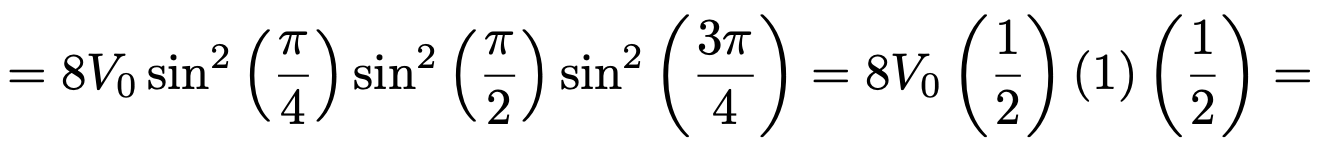 = 8V₀ sin² (π/4) sin² (π/2) sin² (3π/4) = 8V₀ (1/2) (1) (1/2) =